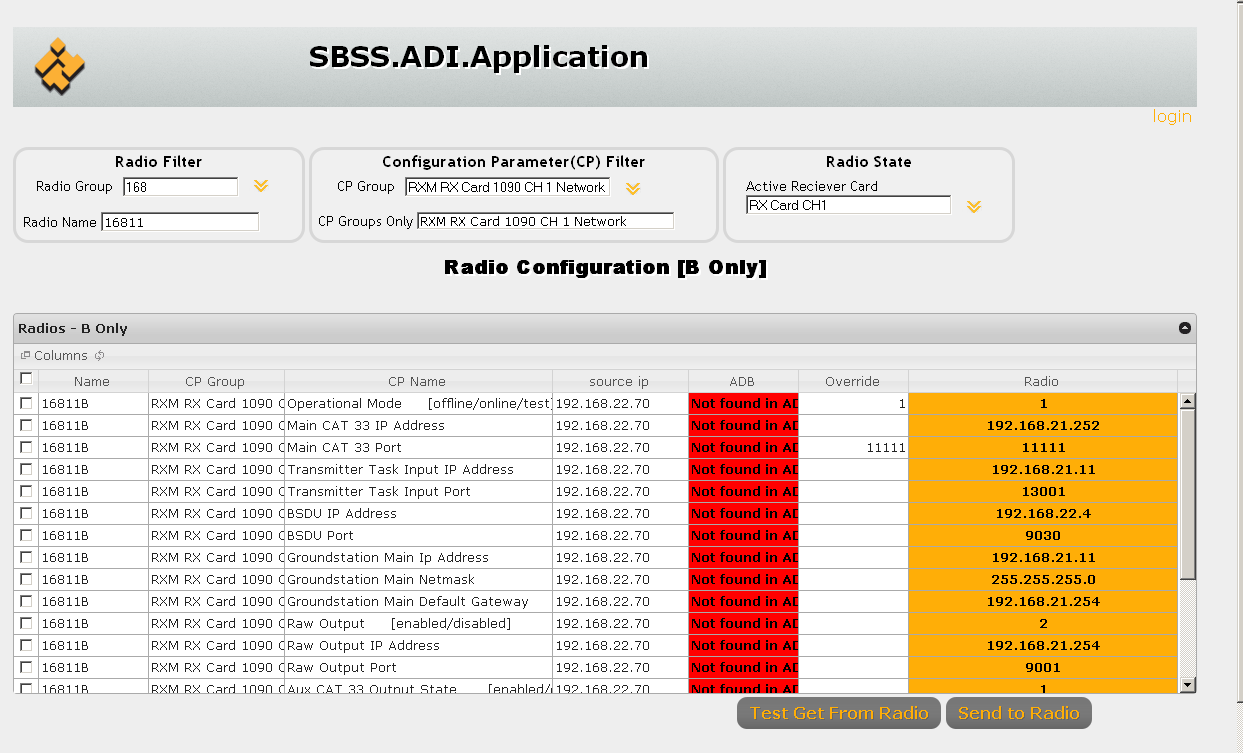 SBSS.ADI.Application
login
Radio Filter
Radio Group 168
Radio Name 16811
Configuration Parameter(CP) Filter
CP Group RXM RX Card 1090 CH 1 Network
CP Groups Only RXM RX Card 1090 CH 1 Network
Radio State
Active Reciever Card
RX Card CH1
Radio Configuration [B Only]
Radios - B Only
Columns
Name CP Group CP Name source ip ADB Override Radio
16811B RXM RX Card 1090 C Operational Mode [offline/online/test] 192.168.22.70 Not found in AD 1 1
16811B RXM RX Card 1090 C Main CAT 33 IP Address 192.168.22.70 Not found in AD 192.168.21.252
16811B RXM RX Card 1090 C Main CAT 33 Port 192.168.22.70 Not found in AD 11111 11111
16811B RXM RX Card 1090 C Transmitter Task Input IP Address 192.168.22.70 Not found in AD 192.168.21.11
16811B RXM RX Card 1090 C Transmitter Task Input Port 192.168.22.70 Not found in AD 13001
16811B RXM RX Card 1090 C BSDU IP Address 192.168.22.70 Not found in AD 192.168.22.4
16811B RXM RX Card 1090 C BSDU Port 192.168.22.70 Not found in AD 9030
16811B RXM RX Card 1090 C Groundstation Main Ip Address 192.168.22.70 Not found in AD 192.168.21.11
16811B RXM RX Card 1090 C Groundstation Main Netmask 192.168.22.70 Not found in AD 255.255.255.0
16811B RXM RX Card 1090 C Groundstation Main Default Gateway 192.168.22.70 Not found in AD 192.168.21.254
16811B RXM RX Card 1090 C Raw Output [enabled/disabled] 192.168.22.70 Not found in AD 2
16811B RXM RX Card 1090 C Raw Output IP Address 192.168.22.70 Not found in AD 192.168.21.254
16811B RXM RX Card 1090 C Raw Output Port 192.168.22.70 Not found in AD 9001
16811B RXM RX Card 1090 C Aux CAT 33 Output State [enabled/ 192.168.22.70 Not found in AD 1
Test Get From Radio
Send to Radio